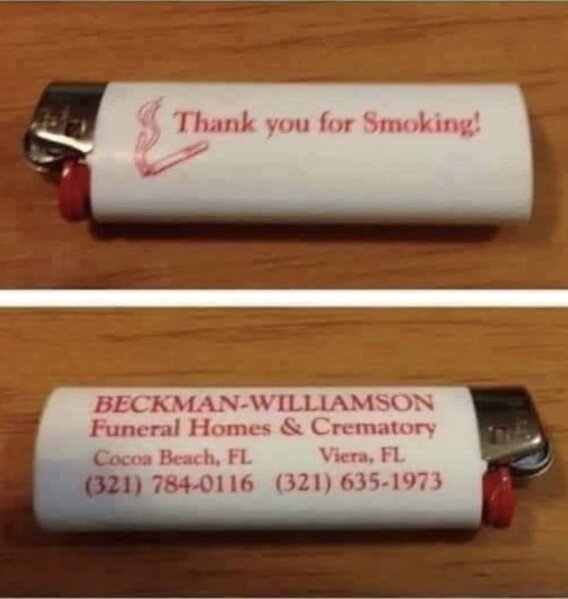 Thank you for Smoking!
BECKMAN-WILLIAMSON
Funeral Homes & Crematory
Cocoa Beach, FL Viera, FL
(321) 784-0116 (321) 635-1973